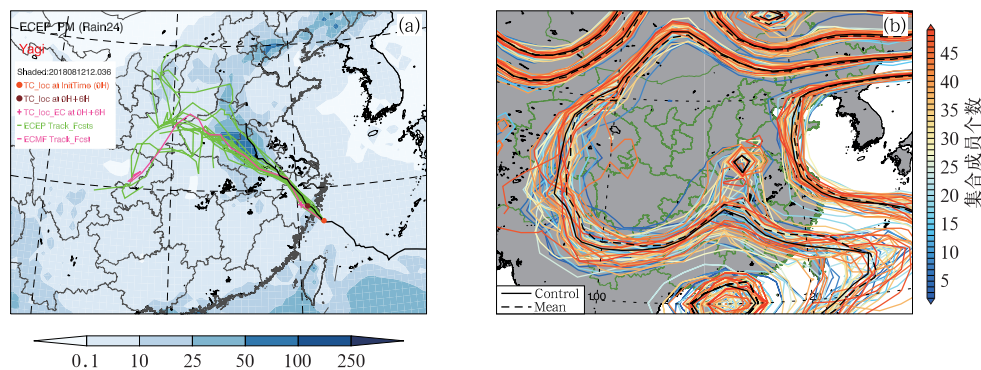 ECEP_PM (Rain24)
(a)
Yagi
Shaded:2018081212.036
TC_loc at InitTime (0H)
TC_loc at 0H+6H
TC_loc_EC at 0H+6H
ECEP Track_Fcsts
ECMF Track_Fcst
0.1 10 25 50 100 250
(b)
Control
Mean
100
120
45
40
35
30
25
20
15
10
5
集合成员个数